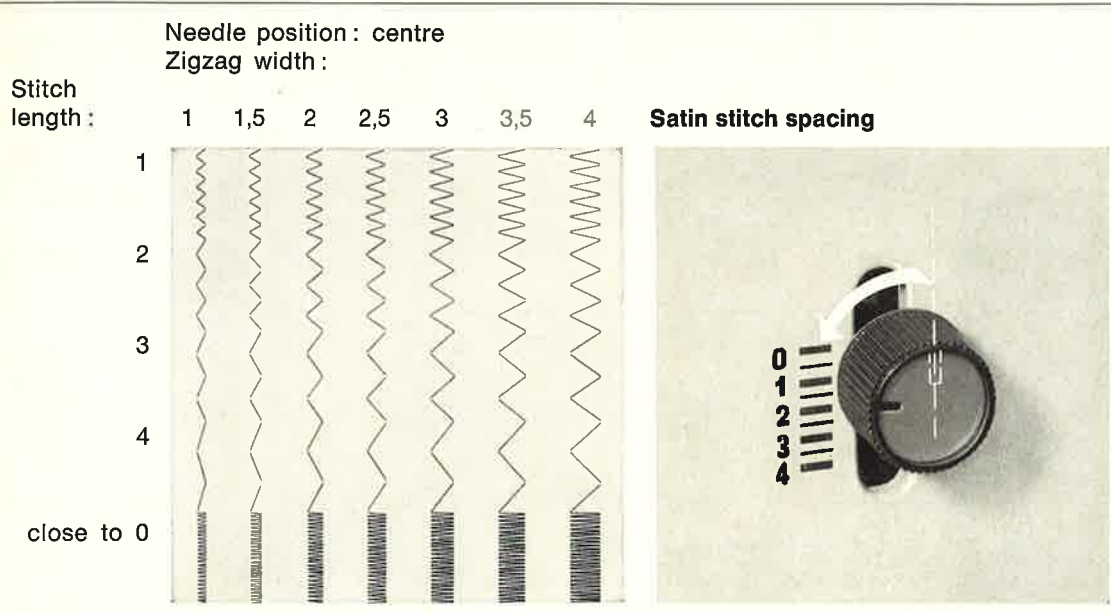 Needle position: centre
Zigzag width:
Stitch
length:
1 1,5 2 2,5 3 3,5 4
Satin stitch spacing
1
2
3
4
close to 0
0
1
2
3
4